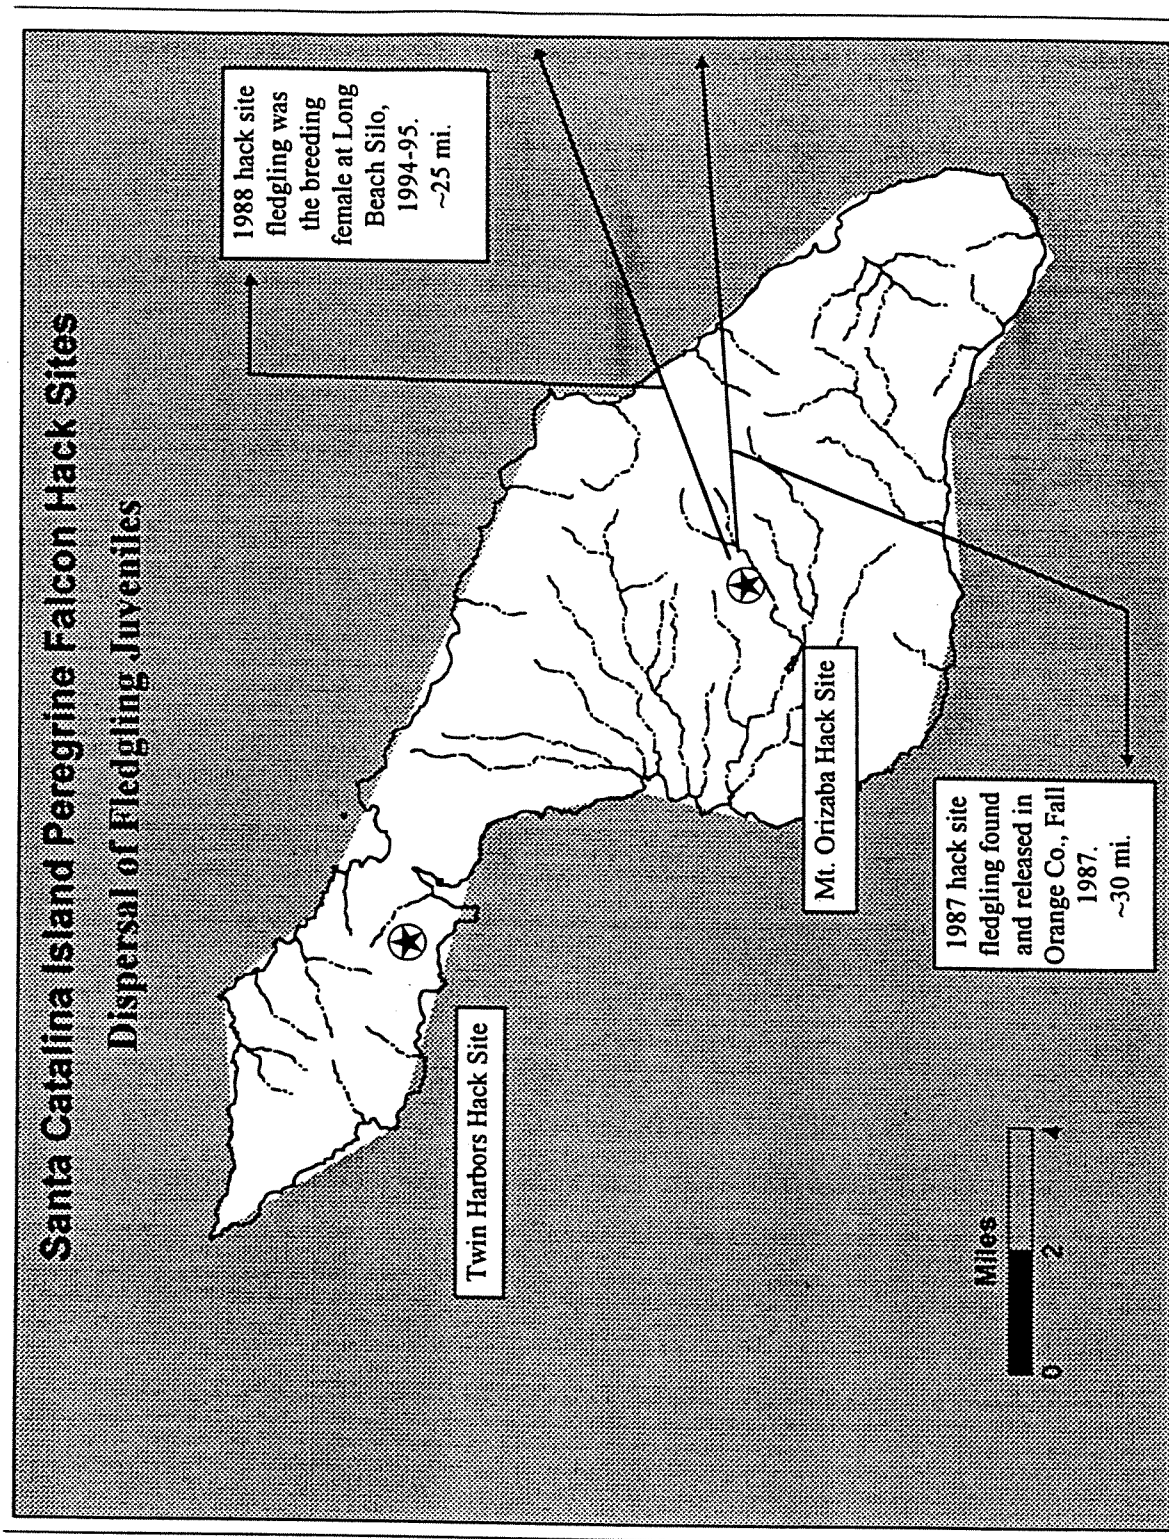 Santa Catalina Island Peregrine Falcon Hack Sites
Dispersal of Fledgling Juveniles
1988 hack site
fledgling was
the breeding
female at Long
Beach Silo,
1994-95.
~25 mi.
Twin Harbors Hack Site
Mt. Orizaba Hack Site
1987 hack site
fledgling found
and released in
Orange Co., Fall
1987.
~30 mi.
Miles
0 2 4